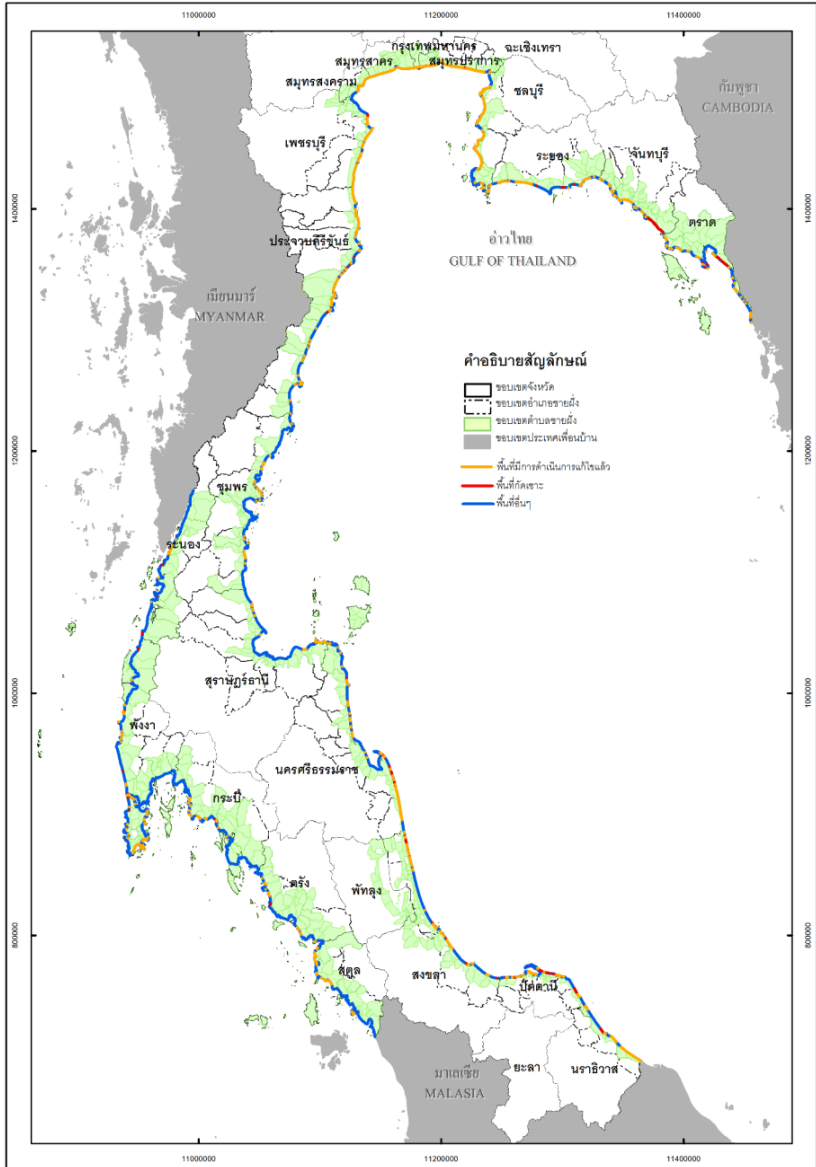 11000000 11200000 11400000
กรุงเทพมหานคร
ฉะเชิงเทรา
สมุทรสาคร
สมุทรปราการ
สมุทรสงคราม
ชลบุรี
กัมพูชา
CAMBODIA
เพชรบุรี
ระยอง
จันทบุรี
1400000
1400000
ตราด
ประจวบคีรีขันธ์
อ่าวไทย
GULF OF THAILAND
เมียนมาร์
MYANMAR
คำอธิบายสัญลักษณ์
ขอบเขตจังหวัด
ขอบเขตอำเภอชายฝั่ง
ขอบเขตตำบลชายฝั่ง
ขอบเขตประเทศเพื่อนบ้าน
พื้นที่มีการดำเนินการแก้ไขแล้ว
พื้นที่กัดเซาะ
พื้นที่อื่นๆ
1200000
1200000
ชุมพร
ระนอง
1000000
1000000
สุราษฎร์ธานี
พังงา
นครศรีธรรมราช
กระบี่
ตรัง
พัทลุง
800000
800000
สตูล
สงขลา
ปัตตานี
มาเลเซีย
MALASIA
ยะลา
นราธิวาส
11000000 11200000 11400000